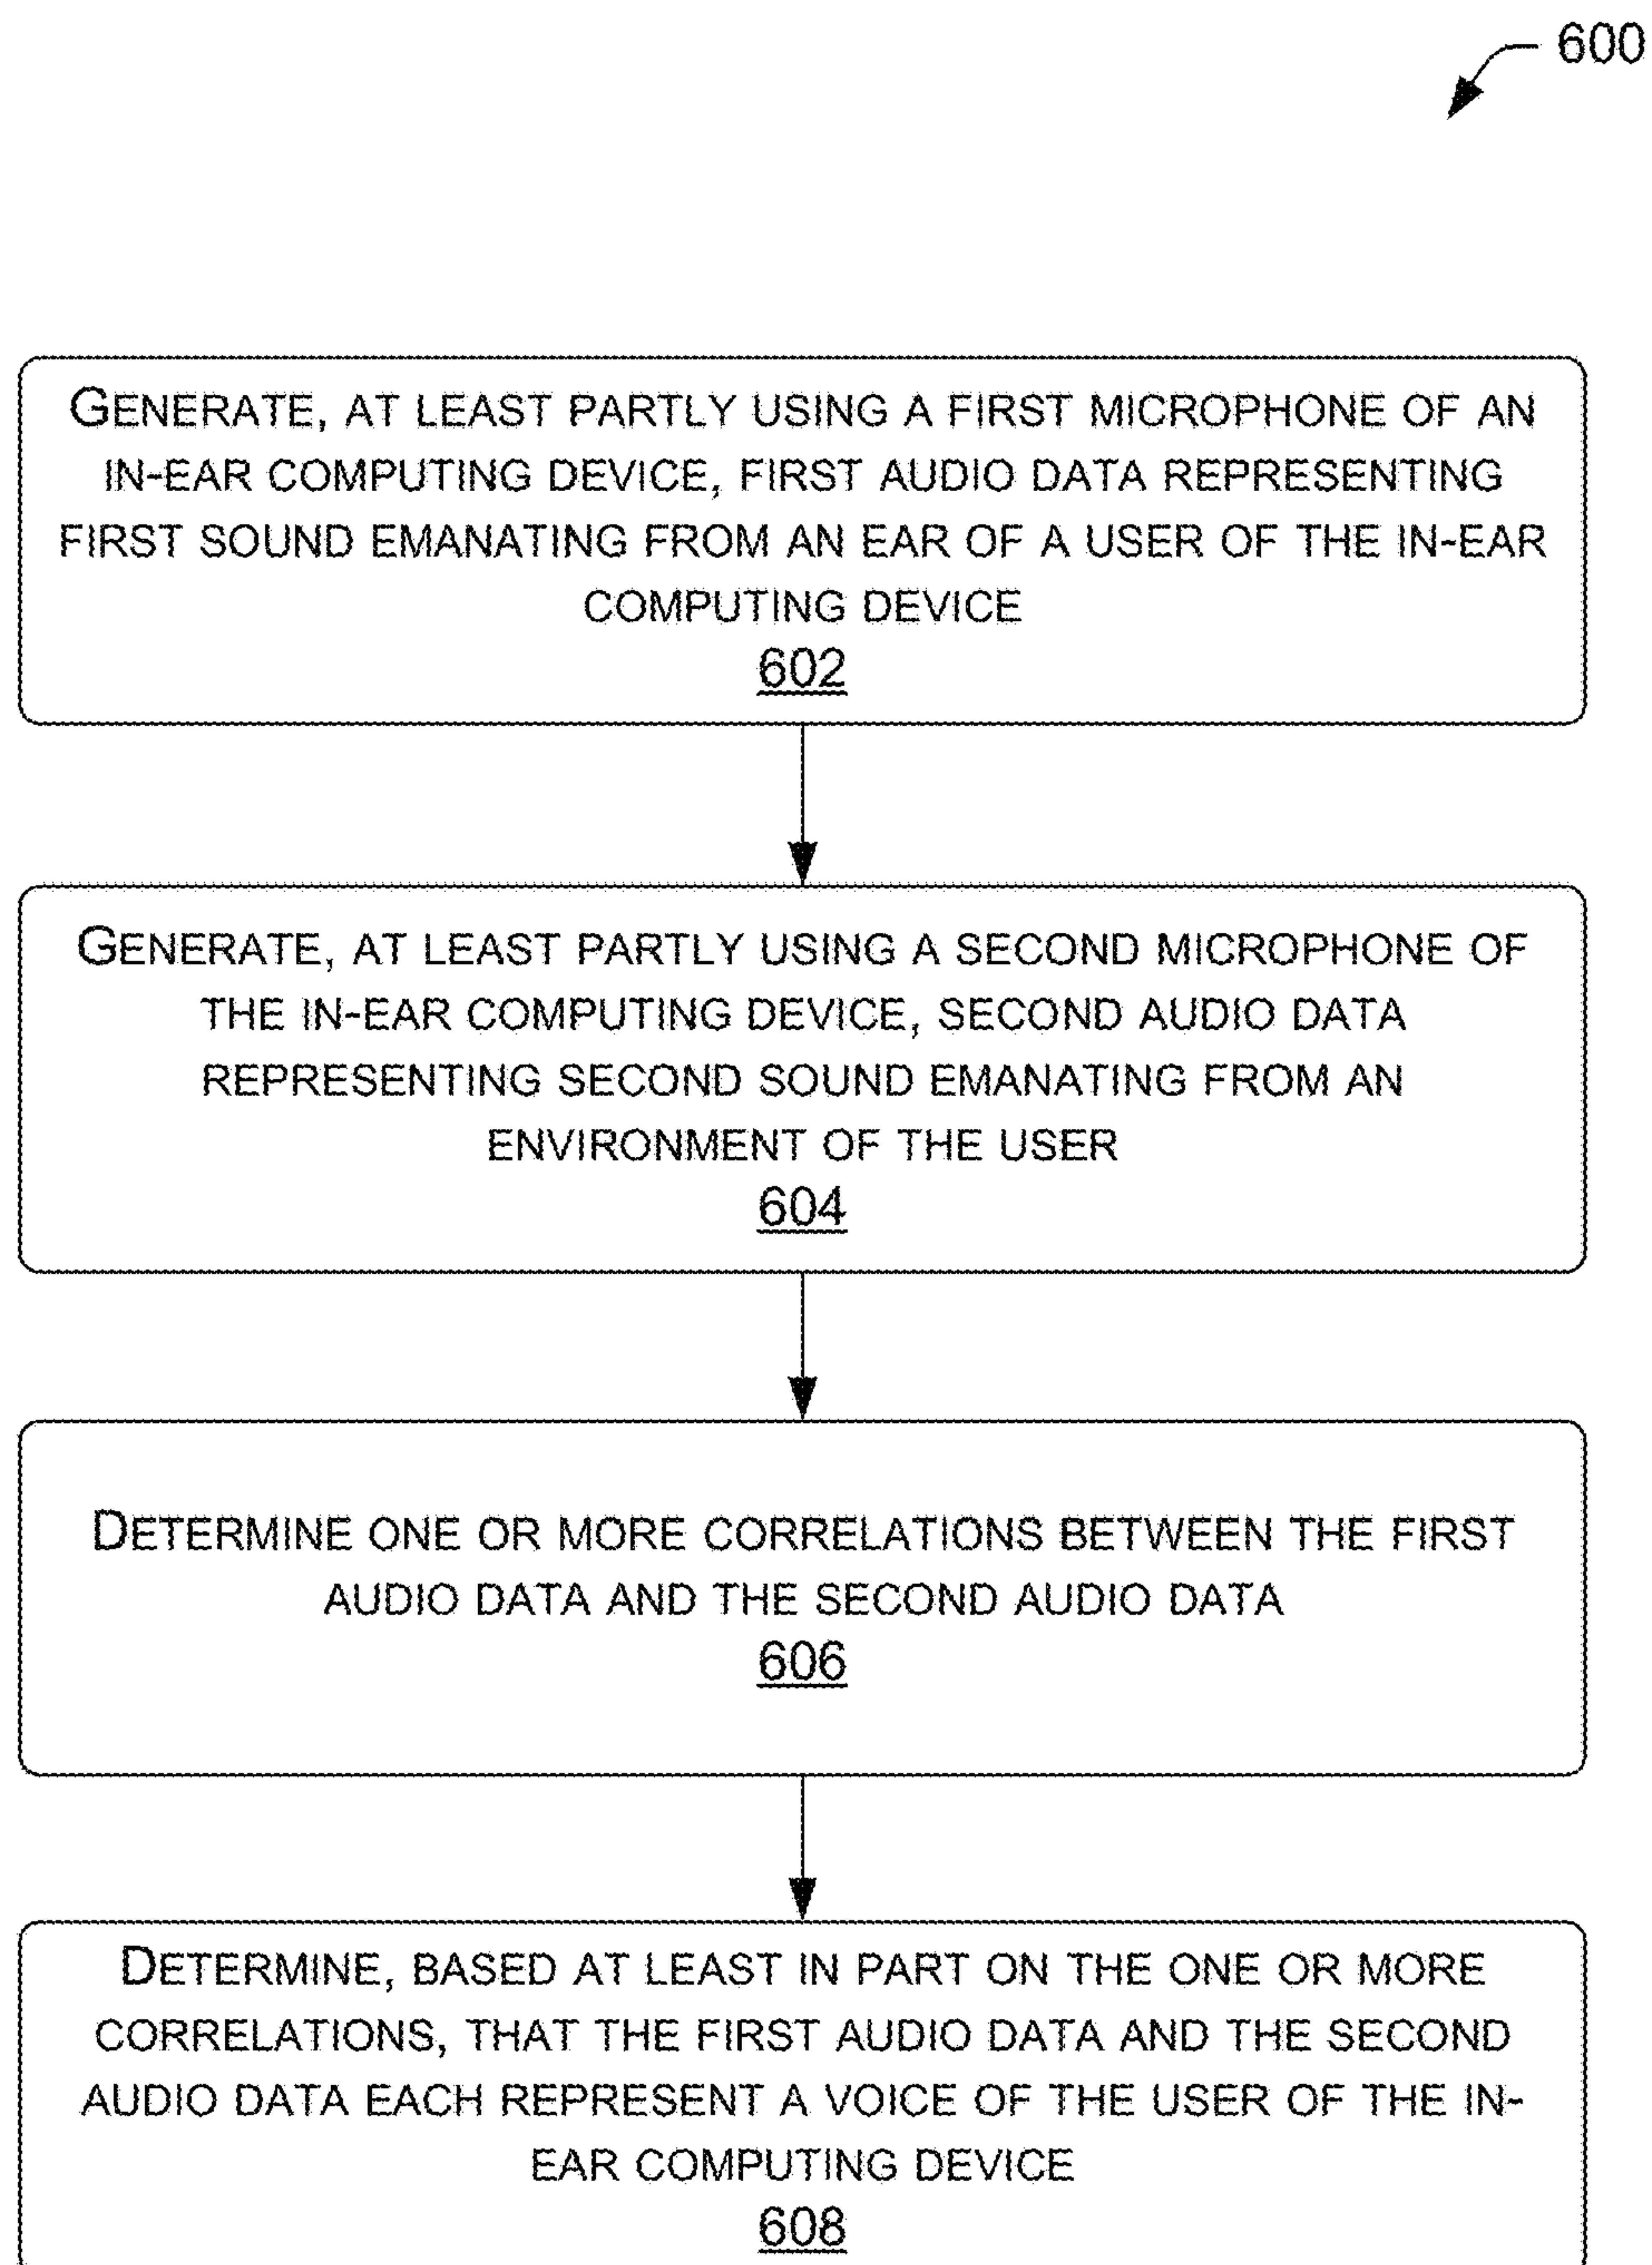 600
GENERATE, AT LEAST PARTLY USING A FIRST MICROPHONE OF AN
IN-EAR COMPUTING DEVICE, FIRST AUDIO DATA REPRESENTING
FIRST SOUND EMANATING FROM AN EAR OF A USER OF THE IN-EAR
COMPUTING DEVICE
602
GENERATE, AT LEAST PARTLY USING A SECOND MICROPHONE OF
THE IN-EAR COMPUTING DEVICE, SECOND AUDIO DATA
REPRESENTING SECOND SOUND EMANATING FROM AN
ENVIRONMENT OF THE USER
604
DETERMINE ONE OR MORE CORRELATIONS BETWEEN THE FIRST
AUDIO DATA AND THE SECOND AUDIO DATA
606
DETERMINE, BASED AT LEAST IN PART ON THE ONE OR MORE
CORRELATIONS, THAT THE FIRST AUDIO DATA AND THE SECOND
AUDIO DATA EACH REPRESENT A VOICE OF THE USER OF THE IN-
EAR COMPUTING DEVICE
608